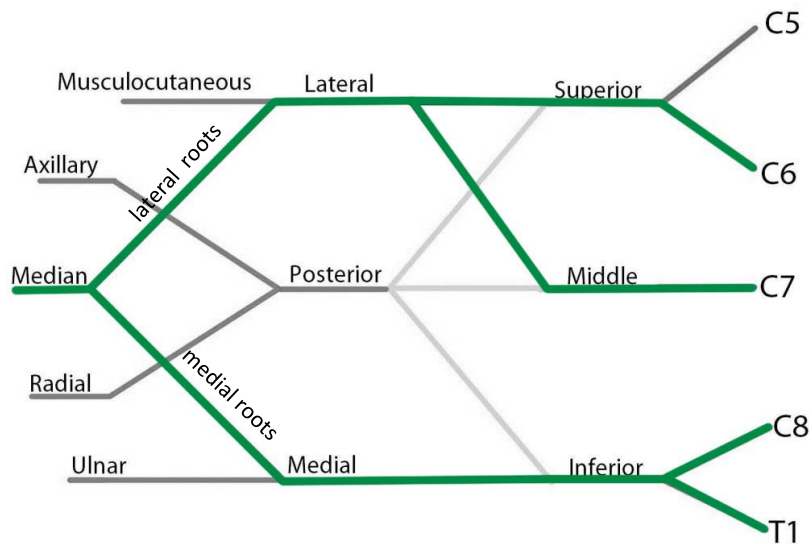 C5
Musculocutaneous
Lateral
Superior
lateral roots
Axillary
C6
Median
Posterior
Middle
C7
Radial
medial roots
C8
Ulnar
Medial
Inferior
T1